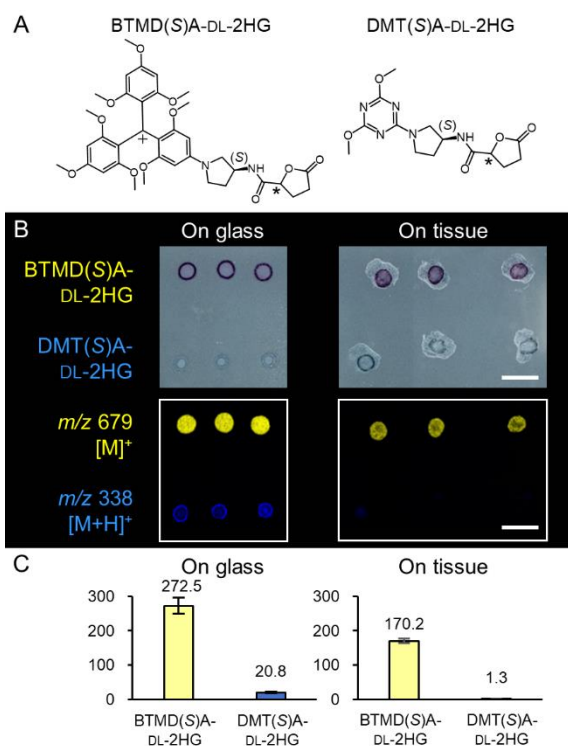 A
BTMD(S)A-DL-2HG
DMT(S)A-DL-2HG
O
O
O
O
O
O
O
O
+
N
(S)
NH
O
O
O
*
O
N
N
O
N
N
(S)
NH
O
O
O
*
B
On glass
On tissue
BTMD(S)A-
DL-2HG
DMT(S)A-
DL-2HG
m/z 679
[M]+
m/z 338
[M+H]+
C
On glass
On tissue
300
200
100
0
272.5
20.8
BTMD(S)A-
DL-2HG
DMT(S)A-
DL-2HG
300
200
100
0
170.2
1.3
BTMD(S)A-
DL-2HG
DMT(S)A-
DL-2HG